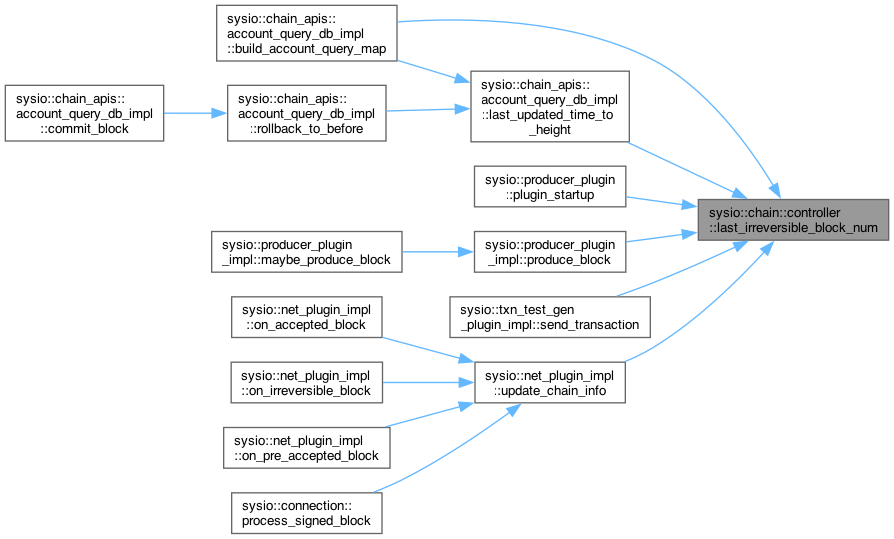 sysio::chain_apis::
account_query_db_impl
::build_account_query_map
sysio::chain_apis::
account_query_db_impl
::commit_block
sysio::chain_apis::
account_query_db_impl
::rollback_to_before
sysio::chain_apis::
account_query_db_impl
::last_updated_time_to
_height
sysio::producer_plugin
::plugin_startup
sysio::chain::controller
::last_irreversible_block_num
sysio::producer_plugin
_impl::maybe_produce_block
sysio::producer_plugin
_impl::produce_block
sysio::txn_test_gen
_plugin_impl::send_transaction
sysio::net_plugin_impl
::on_accepted_block
sysio::net_plugin_impl
::on_irreversible_block
sysio::net_plugin_impl
::update_chain_info
sysio::net_plugin_impl
::on_pre_accepted_block
sysio::connection::
process_signed_block